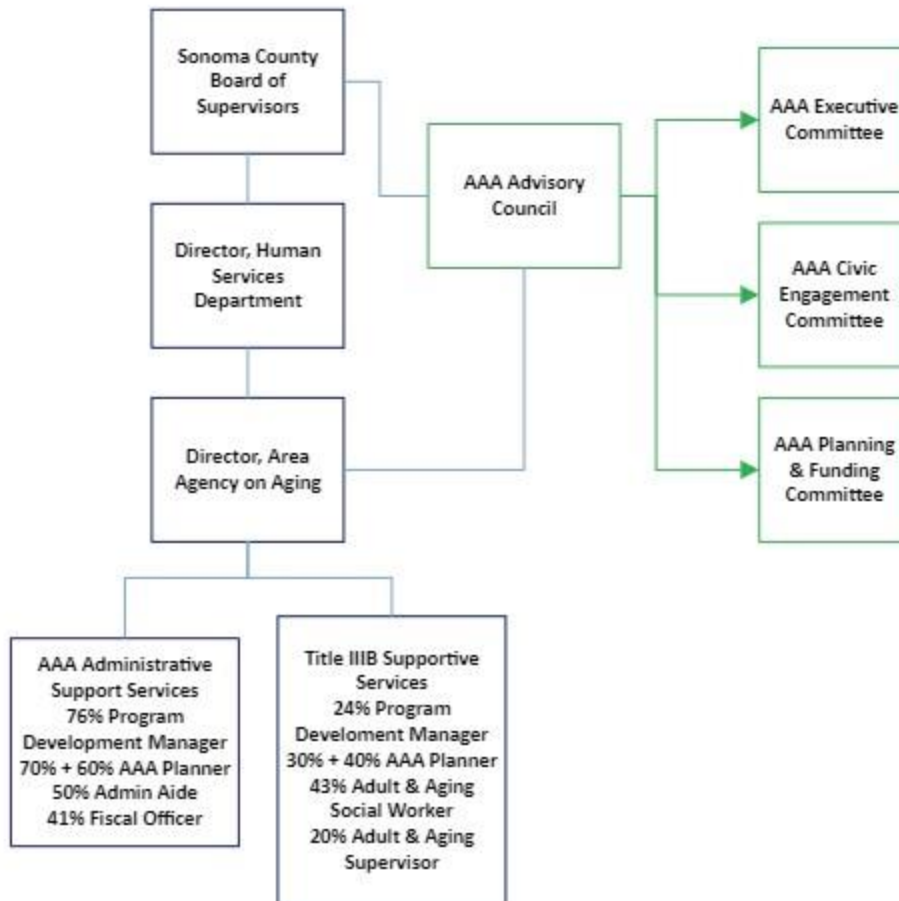 Sonoma County
Board of
Supervisors
AAA Executive
Committee
AAA Advisory
Council
Director, Human
Services
Department
AAA Civic
Engagement
Committee
Director, Area
Agency on Aging
AAA Planning
& Funding
Committee
AAA Administrative
Support Services
76% Program
Development Manager
70% + 60% AAA Planner
50% Admin Aide
41% Fiscal Officer
Title IIIB Supportive
Services
24% Program
Develoment Manager
30% + 40% AAA Planner
43% Adult & Aging
Social Worker
20% Adult & Aging
Supervisor